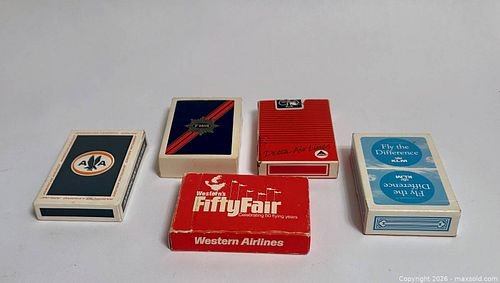 A A
Delta Air Lines
Fly the
Difference
KLM
Fly the
Difference
KLM
Western's
FiftyFair
Celebrating 50 flying years
Western Airlines
Copyright 2026 - maxsold.com